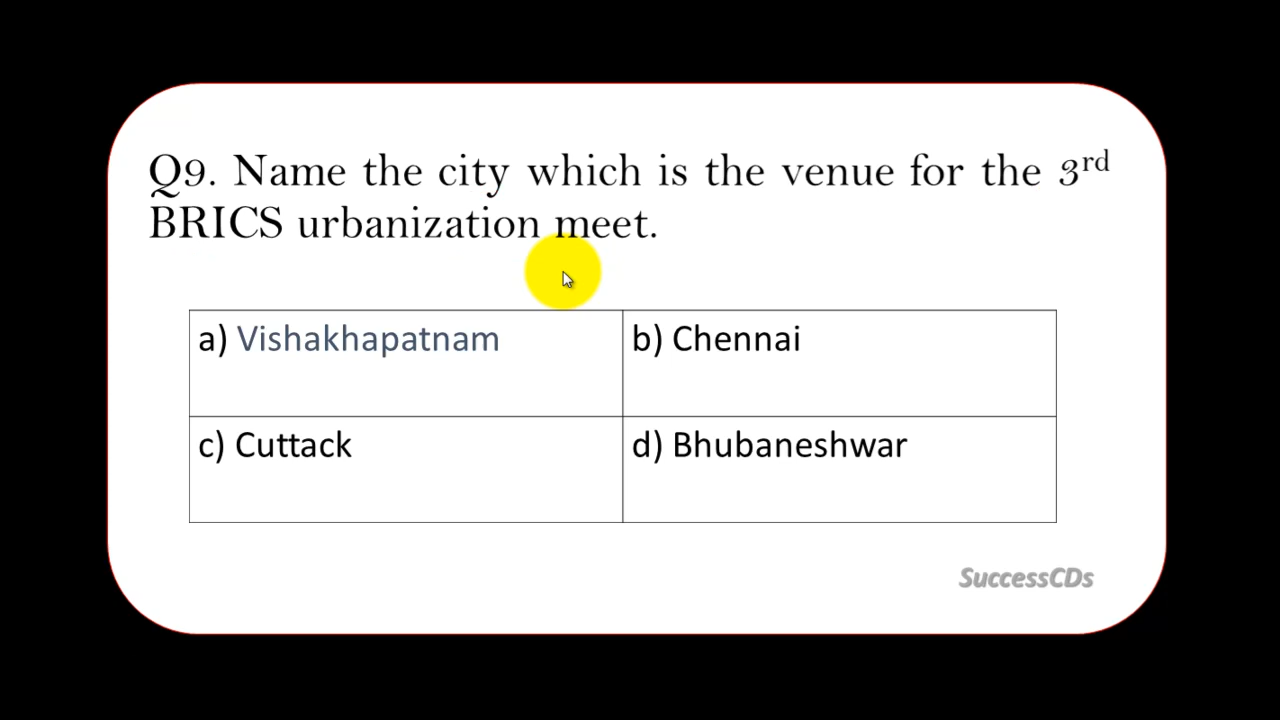 Q9. Name the city which is the venue for the 3rd
BRICS urbanization meet.
a) Vishakhapatnam
b) Chennai
c) Cuttack
d) Bhubaneshwar
SuccessCDs